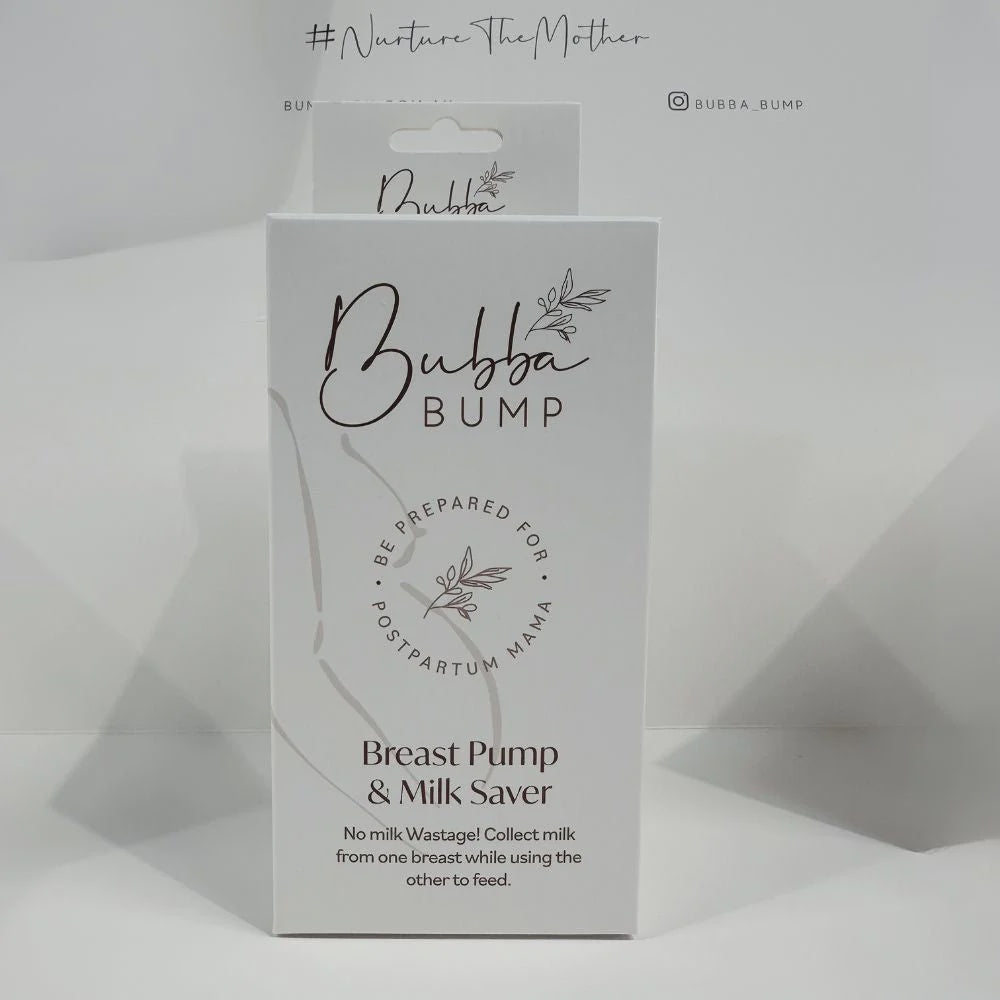 #NurtureTheMother
BUBBA_BUMP
Bubba
Bubba
BUMP
BE PREPARED FOR
POSTPARTUM MAMA
Breast Pump
& Milk Saver
No milk Wastage! Collect milk
from one breast while using the
other to feed.